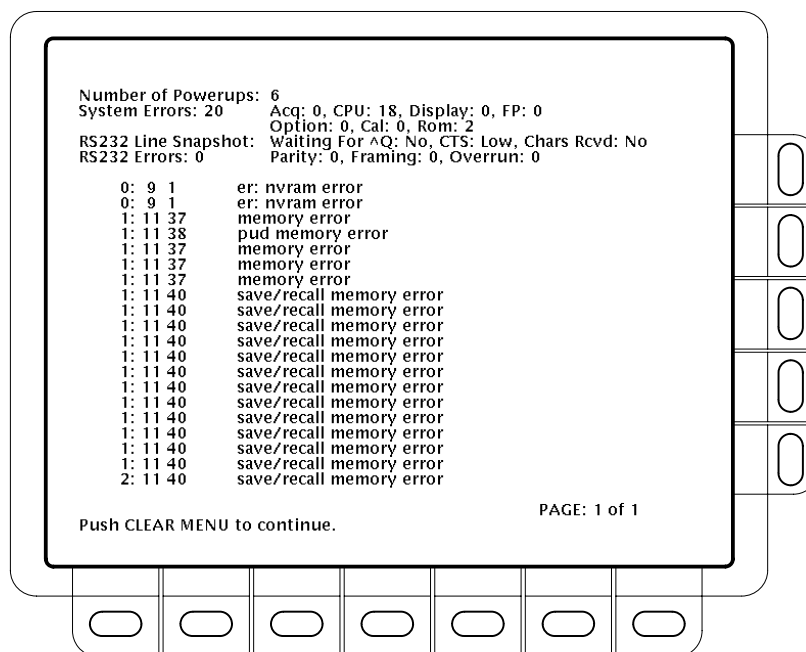 Number of Powerups: 6
System Errors: 20 Acq: 0, CPU: 18, Display: 0, FP: 0
Option: 0, Cal: 0, Rom: 2
RS232 Line Snapshot: Waiting For ^Q: No, CTS: Low, Chars Rcvd: No
RS232 Errors: 0 Parity: 0, Framing: 0, Overrun: 0
0: 9 1 er: nvram error
0: 9 1 er: nvram error
1: 11 37 memory error
1: 11 38 pud memory error
1: 11 37 memory error
1: 11 37 memory error
1: 11 37 memory error
1: 11 40 save/recall memory error
1: 11 40 save/recall memory error
1: 11 40 save/recall memory error
1: 11 40 save/recall memory error
1: 11 40 save/recall memory error
1: 11 40 save/recall memory error
1: 11 40 save/recall memory error
1: 11 40 save/recall memory error
1: 11 40 save/recall memory error
1: 11 40 save/recall memory error
1: 11 40 save/recall memory error
1: 11 40 save/recall memory error
2: 11 40 save/recall memory error
PAGE: 1 of 1
Push CLEAR MENU to continue.